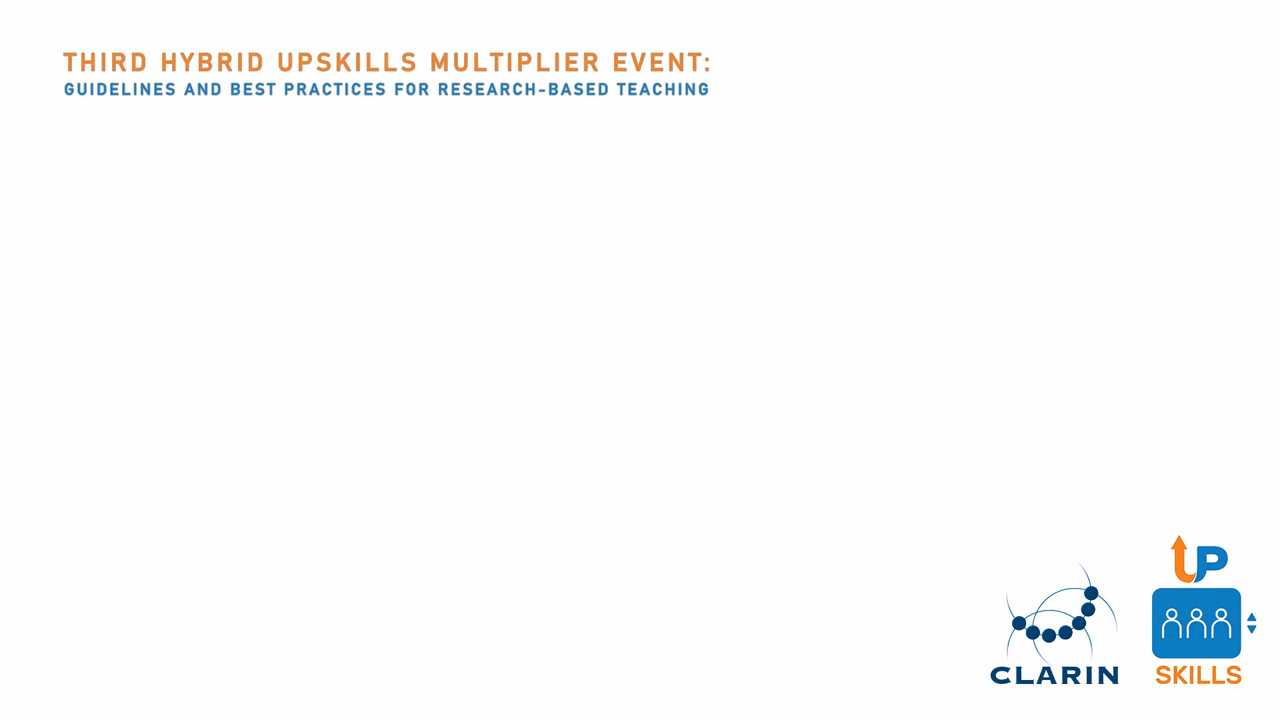 THIRD HYBRID UPSKILLS MULTIPLIER EVENT:
GUIDELINES AND BEST PRACTICES FOR RESEARCH-BASED TEACHING
CLARIN
UP
SKILLS